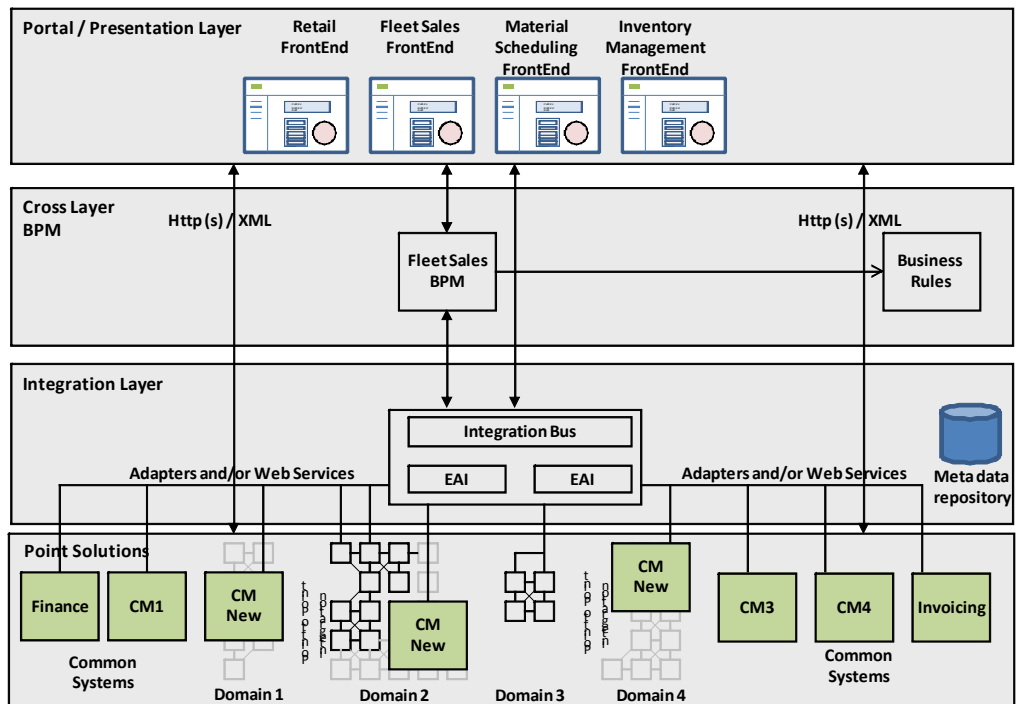 Portal / Presentation Layer
Retail
FrontEnd
Fleet Sales
FrontEnd
Material
Scheduling
FrontEnd
Inventory
Management
FrontEnd
Cross Layer
BPM
Http (s) / XML
Http (s) / XML
Fleet Sales
BPM
Business
Rules
Integration Layer
Integration Bus
EAI
EAI
Adapters and/or Web Services
Adapters and/or Web Services
Meta data
repository
Point Solutions
Finance
CM1
CM
New
CM
New
CM
New
CM3
CM4
Invoicing
Common
Systems
Common
Systems
Domain 1
Domain 2
Domain 3
Domain 4